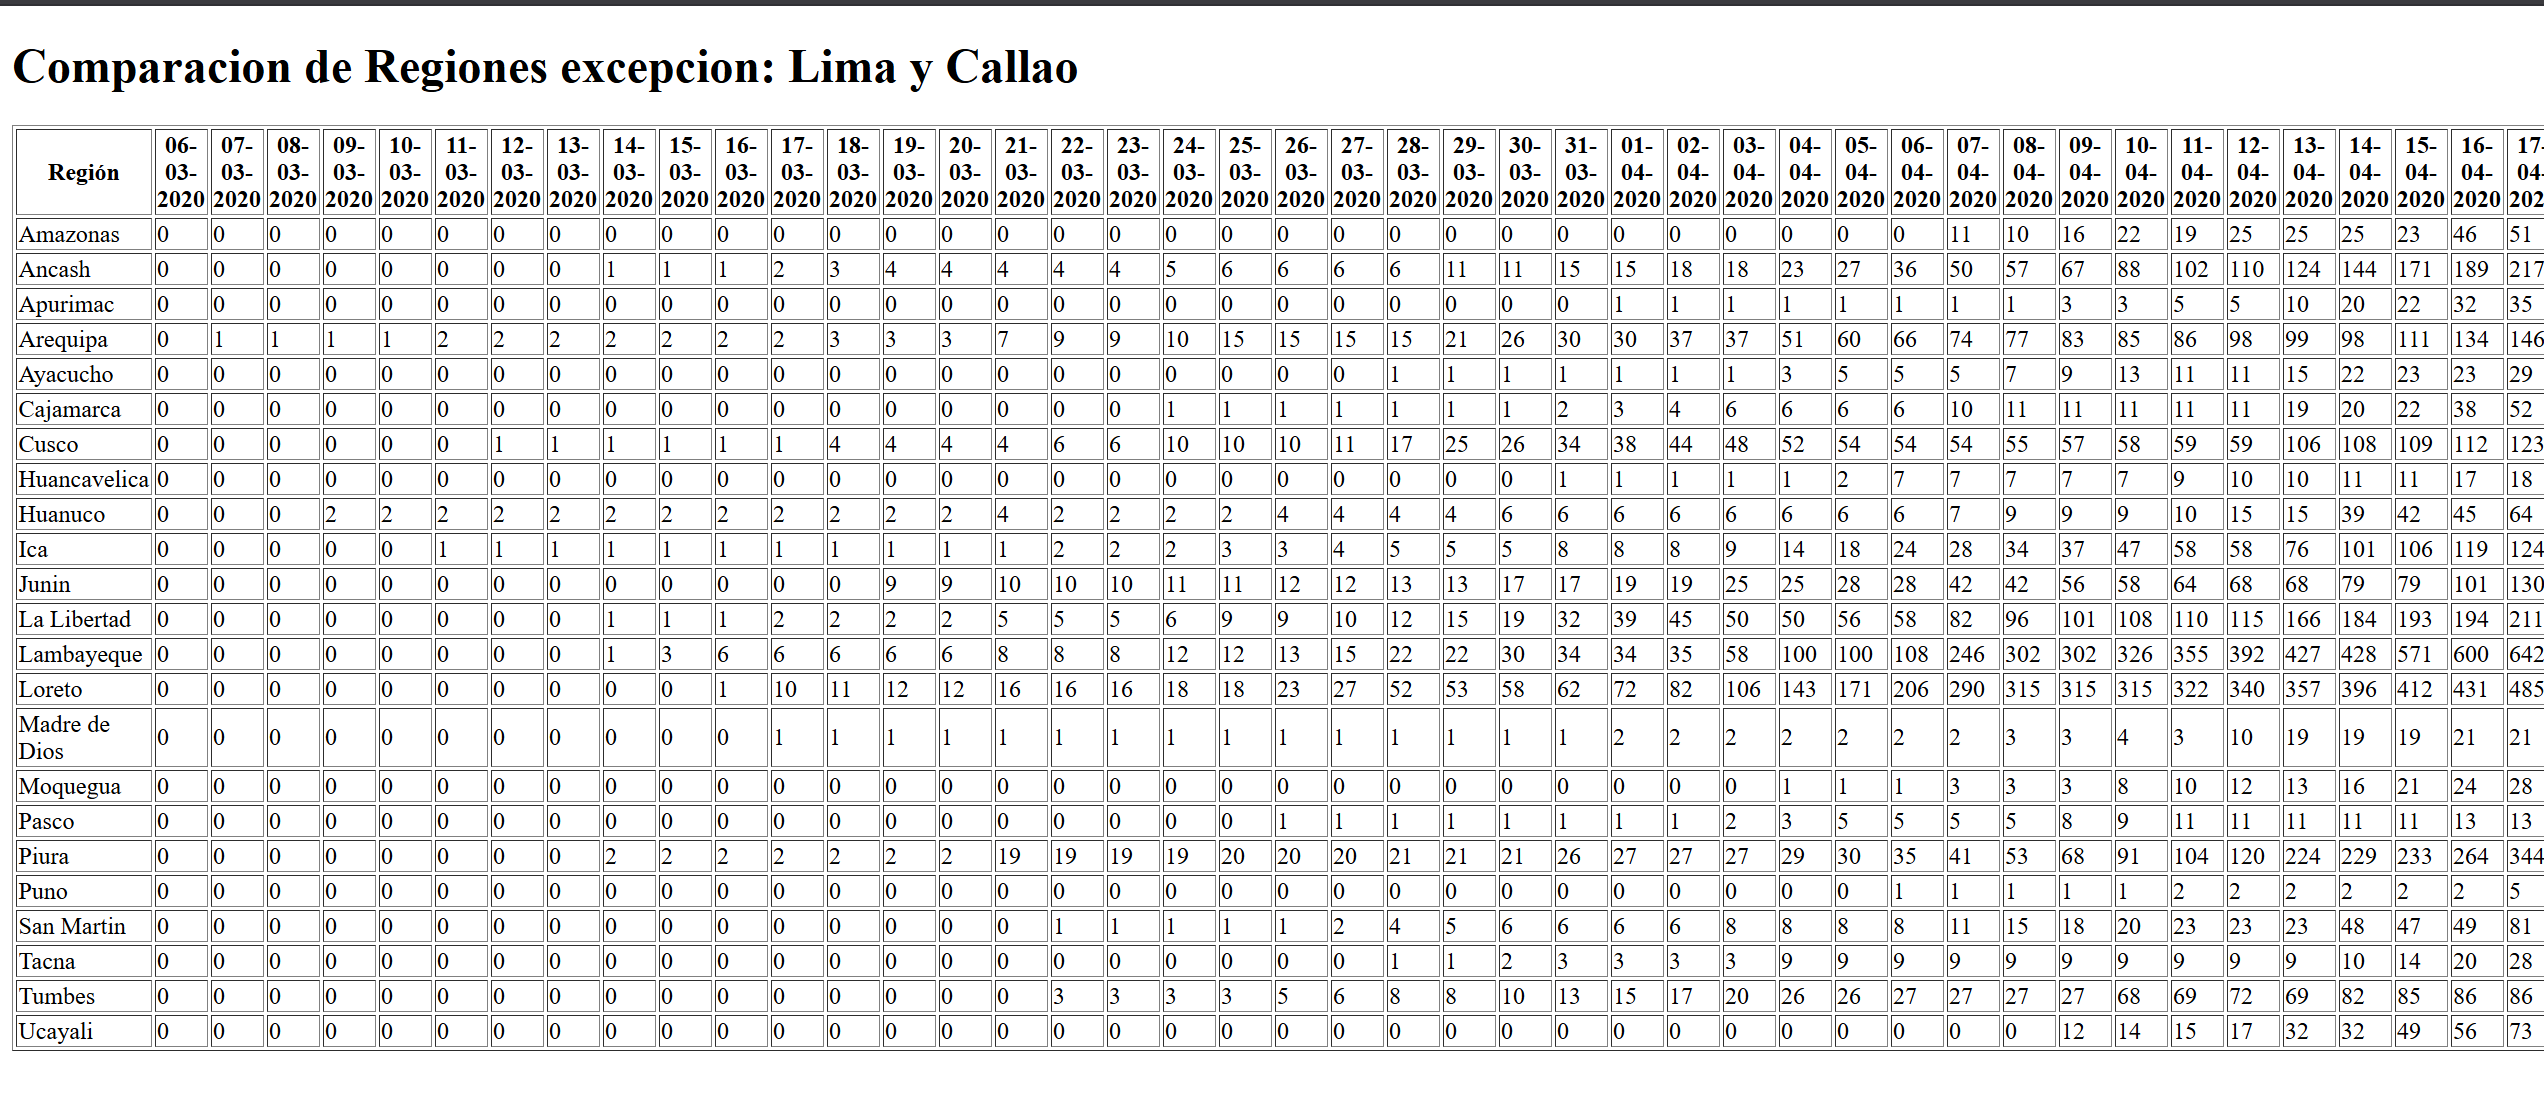 Comparacion de Regiones excepcion: Lima y Callao
Región 06-03-2020 07-03-2020 08-03-2020 09-03-2020 10-03-2020 11-03-2020 12-03-2020 13-03-2020 14-03-2020 15-03-2020 16-03-2020 17-03-2020 18-03-2020 19-03-2020 20-03-2020 21-03-2020 22-03-2020 23-03-2020 24-03-2020 25-03-2020 26-03-2020 27-03-2020 28-03-2020 29-03-2020 30-03-2020 31-03-2020 01-04-2020 02-04-2020 03-04-2020 04-04-2020 05-04-2020 06-04-2020 07-04-2020 08-04-2020 09-04-2020 10-04-2020 11-04-2020 12-04-2020 13-04-2020 14-04-2020 15-04-2020 16-04-2020 17-04-202
Amazonas 0 0 0 0 0 0 0 0 0 0 0 0 0 0 0 0 0 0 0 0 0 0 0 0 0 0 0 0 0 0 0 0 11 10 16 22 19 25 25 25 23 46 51
Ancash 0 0 0 0 0 0 0 0 1 1 1 2 3 4 4 4 4 4 5 6 6 6 6 11 11 15 15 18 18 23 27 36 50 57 67 88 102 110 124 144 171 189 217
Apurimac 0 0 0 0 0 0 0 0 0 0 0 0 0 0 0 0 0 0 0 0 0 0 0 0 0 0 1 1 1 1 1 1 1 1 3 3 5 5 10 20 22 32 35
Arequipa 0 1 1 1 1 2 2 2 2 2 2 2 3 3 3 7 9 9 10 15 15 15 15 21 26 30 30 37 37 51 60 66 74 77 83 85 86 98 99 98 111 134 146
Ayacucho 0 0 0 0 0 0 0 0 0 0 0 0 0 0 0 0 0 0 0 0 0 0 1 1 1 1 1 1 1 3 5 5 5 7 9 13 11 11 15 22 23 23 29
Cajamarca 0 0 0 0 0 0 0 0 0 0 0 0 0 0 0 0 0 0 1 1 1 1 1 1 1 2 3 4 6 6 6 6 10 11 11 11 11 11 19 20 22 38 52
Cusco 0 0 0 0 0 0 1 1 1 1 1 1 4 4 4 4 6 6 10 10 10 11 17 25 26 34 38 44 48 52 54 54 54 55 57 58 59 59 106 108 109 112 123
Huancavelica 0 0 0 0 0 0 0 0 0 0 0 0 0 0 0 0 0 0 0 0 0 0 0 0 0 1 1 1 1 1 2 7 7 7 7 7 9 10 10 11 11 17 18
Huanuco 0 0 0 2 2 2 2 2 2 2 2 2 2 2 2 4 2 2 2 2 4 4 4 4 6 6 6 6 6 6 6 6 7 9 9 9 10 15 15 39 42 45 64
Ica 0 0 0 0 0 1 1 1 1 1 1 1 1 1 1 1 2 2 2 3 3 4 5 5 5 8 8 8 9 14 18 24 28 34 37 47 58 58 76 101 106 119 124
Junin 0 0 0 0 0 0 0 0 0 0 0 0 0 9 9 10 10 10 11 11 12 12 13 13 17 17 19 19 25 25 28 28 42 42 56 58 64 68 68 79 79 101 130
La Libertad 0 0 0 0 0 0 0 0 1 1 1 2 2 2 2 5 5 5 6 9 9 10 12 15 19 32 39 45 50 50 56 58 82 96 101 108 110 115 166 184 193 194 211
Lambayeque 0 0 0 0 0 0 0 0 1 3 6 6 6 6 6 8 8 8 12 12 13 15 22 22 30 34 34 35 58 100 100 108 246 302 302 326 355 392 427 428 571 600 642
Loreto 0 0 0 0 0 0 0 0 0 0 1 10 11 12 12 16 16 16 18 18 23 27 52 53 58 62 72 82 106 143 171 206 290 315 315 315 322 340 357 396 412 431 485
Madre de Dios 0 0 0 0 0 0 0 0 0 0 0 1 1 1 1 1 1 1 1 1 1 1 1 1 1 1 2 2 2 2 2 2 2 3 3 4 3 10 19 19 19 21 21
Moquegua 0 0 0 0 0 0 0 0 0 0 0 0 0 0 0 0 0 0 0 0 0 0 0 0 0 0 0 0 0 1 1 1 3 3 3 8 10 12 13 16 21 24 28
Pasco 0 0 0 0 0 0 0 0 0 0 0 0 0 0 0 0 0 0 0 0 1 1 1 1 1 1 1 1 2 3 5 5 5 5 8 9 11 11 11 11 11 13 13
Piura 0 0 0 0 0 0 0 0 2 2 2 2 2 2 2 19 19 19 19 20 20 20 21 21 21 26 27 27 27 29 30 35 41 53 68 91 104 120 224 229 233 264 344
Puno 0 0 0 0 0 0 0 0 0 0 0 0 0 0 0 0 0 0 0 0 0 0 0 0 0 0 0 0 0 0 0 1 1 1 1 1 2 2 2 2 2 2 5
San Martin 0 0 0 0 0 0 0 0 0 0 0 0 0 0 0 0 1 1 1 1 1 2 4 5 6 6 6 6 8 8 8 8 11 15 18 20 23 23 23 48 47 49 81
Tacna 0 0 0 0 0 0 0 0 0 0 0 0 0 0 0 0 0 0 0 0 0 0 1 1 2 3 3 3 3 9 9 9 9 9 9 9 9 9 9 10 14 20 28
Tumbes 0 0 0 0 0 0 0 0 0 0 0 0 0 0 0 0 3 3 3 3 5 6 8 8 10 13 15 17 20 26 26 27 27 27 27 68 69 72 69 82 85 86 86
Ucayali 0 0 0 0 0 0 0 0 0 0 0 0 0 0 0 0 0 0 0 0 0 0 0 0 0 0 0 0 0 0 0 0 0 0 12 14 15 17 32 32 49 56 73